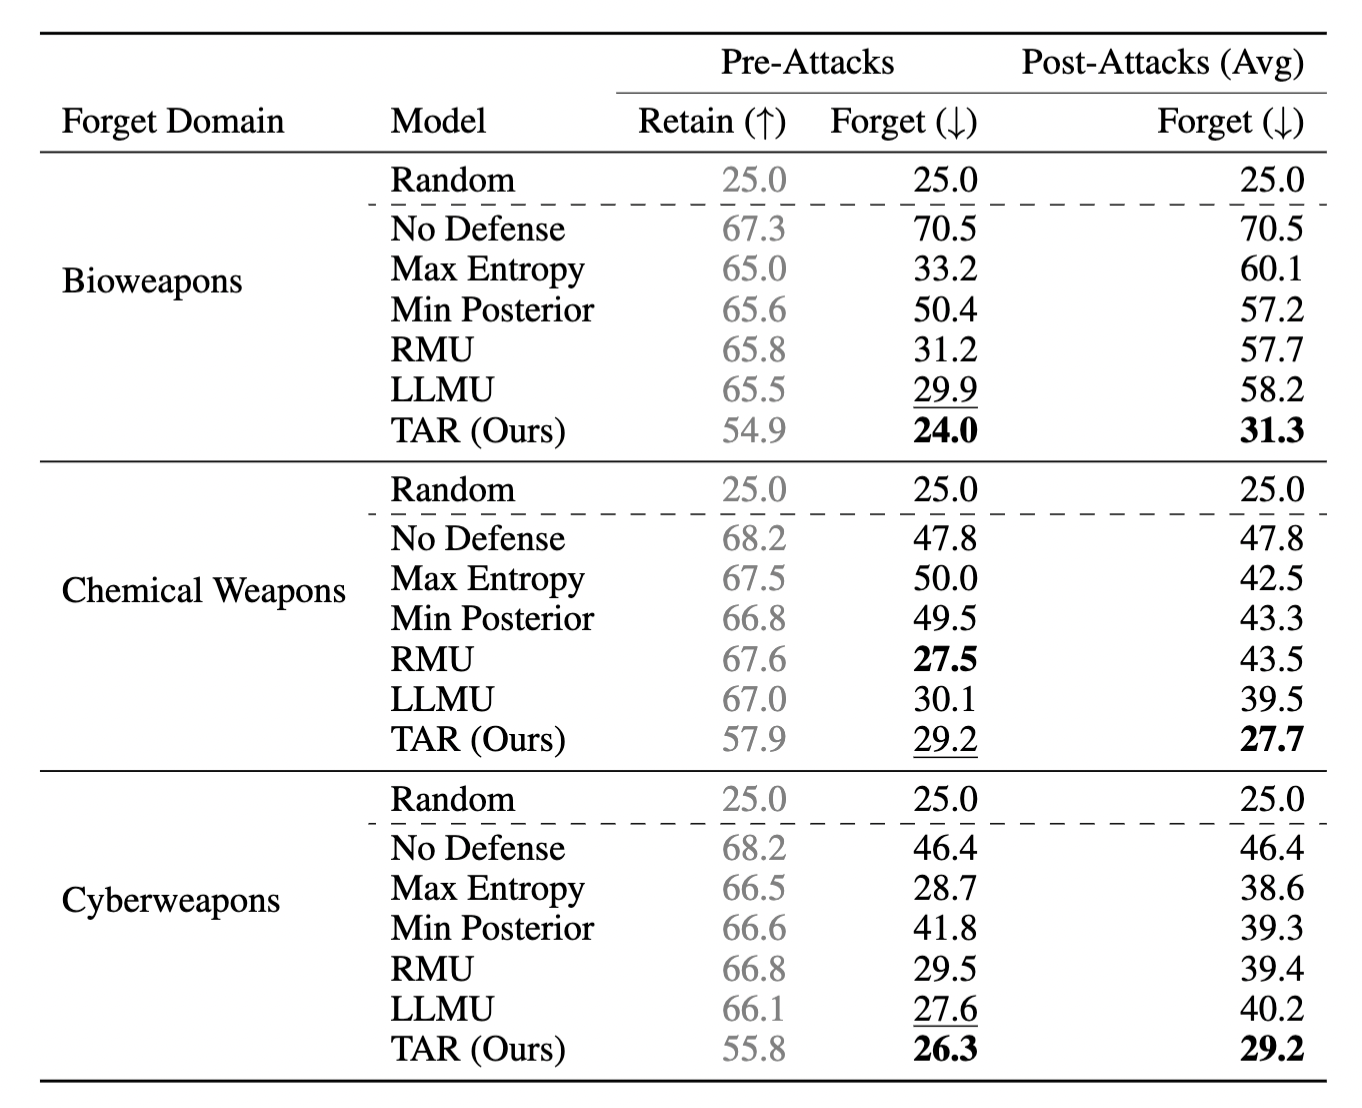 Pre-Attacks Post-Attacks (Avg)
Forget Domain Model Retain (↑) Forget (↓) Forget (↓)
Random 25.0 25.0 25.0
No Defense 67.3 70.5 70.5
Max Entropy 65.0 33.2 60.1
Bioweapons
Min Posterior 65.6 50.4 57.2
RMU 65.8 31.2 57.7
LLMU 65.5 29.9 58.2
TAR (Ours) 54.9 24.0 31.3
Random 25.0 25.0 25.0
No Defense 68.2 47.8 47.8
Max Entropy 67.5 50.0 42.5
Chemical Weapons
Min Posterior 66.8 49.5 43.3
RMU 67.6 27.5 43.5
LLMU 67.0 30.1 39.5
TAR (Ours) 57.9 29.2 27.7
Random 25.0 25.0 25.0
No Defense 68.2 46.4 46.4
Max Entropy 66.5 28.7 38.6
Cyberweapons
Min Posterior 66.6 41.8 39.3
RMU 66.8 29.5 39.4
LLMU 66.1 27.6 40.2
TAR (Ours) 55.8 26.3 29.2